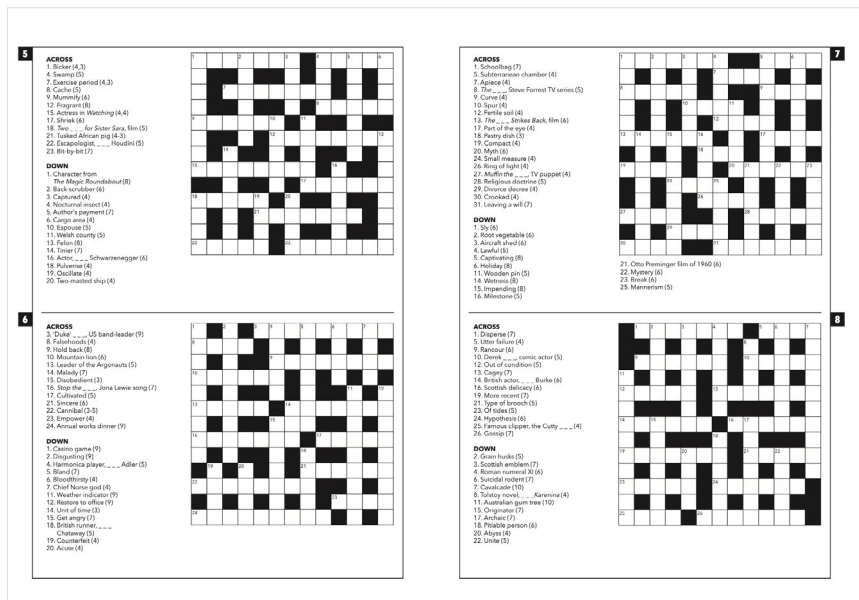 5
ACROSS
1. Bicker (4,3)
4. Swamp (5)
7. Exercise period (4,3)
8. Cache (5)
9. Mummify (6)
12. Fragrant (8)
15. Actress in Watching (4,4)
17. Shriek (6)
18. Two _ _ _ for Sister Sara, film (5)
21. Tusked African pig (4-3)
22. Escapologist, _ _ _ Houdini (5)
23. Bit-by-bit (7)
DOWN
1. Character from
The Magic Roundabout (8)
2. Back-scrubber (6)
3. Captured (4)
4. Nocturnal insect (4)
5. Author's payment (7)
6. Cargo area (4)
10. Espouse (5)
11. Welsh county (5)
13. Felon (8)
14. Tinier (7)
16. Actor, _ _ _ Schwarzenegger (6)
18. Pulverise (4)
19. Oscillate (4)
20. Two-masted ship (4)
6
ACROSS
3. 'Duke' _ _ _, US band-leader (9)
8. Falsehoods (4)
9. Hold back (8)
10. Mountain lion (6)
13. Leader of the Argonauts (5)
14. Malady (7)
15. Disobedient (3)
16. Stop the _ _ _, Jona Lewie song (7)
17. Cultivated (5)
21. Sincere (6)
22. Cannibal (3-5)
23. Empower (4)
24. Annual works dinner (9)
DOWN
1. Casino game (9)
2. Disgusting (9)
4. Harmonica player, _ _ _ Adler (5)
5. Bland (7)
6. Bloodthirsty (4)
7. Chief Norse god (4)
11. Weather indicator (9)
12. Restore to office (9)
14. Unit of time (3)
15. Get angry (7)
18. British runner, _ _ _
Chataway (5)
19. Counterfeit (4)
20. Acute (4)
7
ACROSS
1. Schoolbag (7)
5. Subterranean chamber (4)
7. Apiece (4)
8. The _ _ _, Steve Forrest TV series (5)
9. Curve (4)
10. Spur (4)
12. Fertile soil (4)
13. The _ _ _ Strikes Back, film (6)
17. Part of the eye (4)
18. Pastry dish (3)
19. Compact (4)
20. Myth (6)
24. Small measure (4)
26. Ring of light (4)
27. Muffin the _ _ _, TV puppet (4)
28. Religious doctrine (5)
29. Divorce decree (4)
30. Crooked (4)
31. Leaving a will (7)
DOWN
1. Sly (6)
2. Root vegetable (6)
3. Aircraft shed (6)
4. Lawful (5)
5. Captivating (8)
6. Holiday (8)
11. Wooden pin (5)
14. Wetness (8)
15. Impending (8)
16. Milestone (5)
21. Otto Preminger film of 1960 (6)
22. Mystery (6)
23. Break (6)
25. Mannerism (5)
8
ACROSS
1. Disperse (7)
5. Utter failure (4)
9. Rancour (6)
10. Derek _ _ _, comic actor (5)
12. Out of condition (5)
13. Cagey (7)
14. British actor, _ _ _ Burke (6)
16. Scottish delicacy (6)
19. More recent (7)
21. Type of brooch (5)
23. Of tides (5)
24. Hypothesis (6)
25. Famous clipper, the Cutty _ _ _ (4)
26. Gossip (7)
DOWN
2. Grain husks (5)
3. Scottish emblem (7)
4. Roman numeral XI (6)
6. Suicidal rodent (7)
7. Cavalcade (10)
8. Tolstoy novel, _ _ _ Karenina (4)
11. Australian gum tree (10)
15. Originator (7)
17. Archaic (7)
18. Pitiable person (6)
20. Abyss (4)
22. Unite (5)